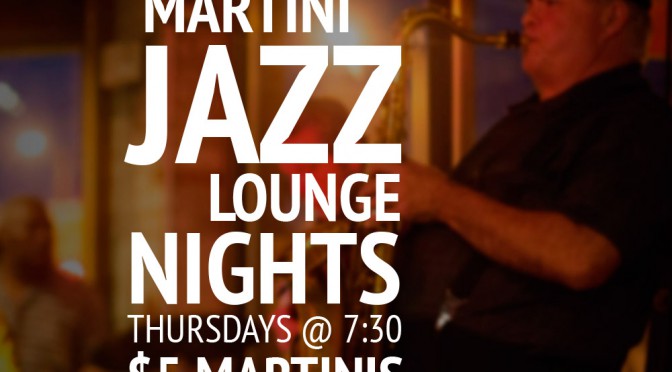 MARTINI
JAZZ
LOUNGE
NIGHTS
THURSDAYS @ 7:30
$5 MARTINIS